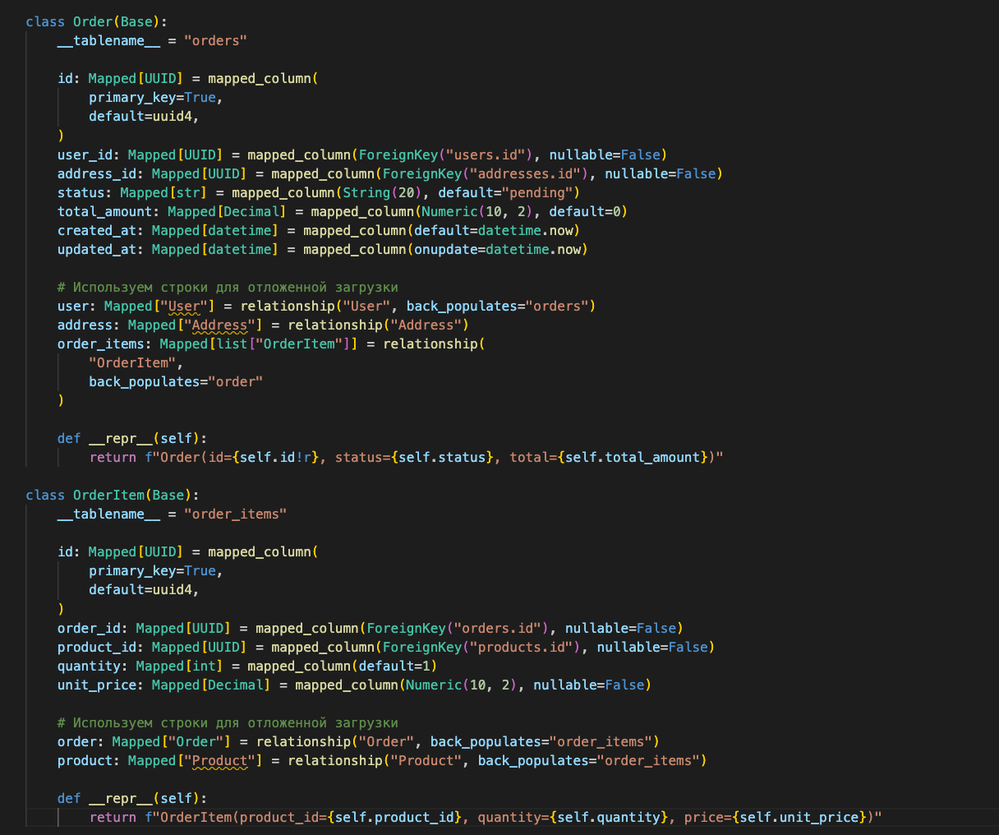 class Order(Base):
    __tablename__ = "orders"
    id: Mapped[UUID] = mapped_column(
        primary_key=True,
        default=uuid4,
    )
    user_id: Mapped[UUID] = mapped_column(ForeignKey("users.id"), nullable=False)
    address_id: Mapped[UUID] = mapped_column(ForeignKey("addresses.id"), nullable=False)
    status: Mapped[str] = mapped_column(String(20), default="pending")
    total_amount: Mapped[Decimal] = mapped_column(Numeric(10, 2), default=0)
    created_at: Mapped[datetime] = mapped_column(default=datetime.now)
    updated_at: Mapped[datetime] = mapped_column(onupdate=datetime.now)
    # Используем строки для отложенной загрузки
    user: Mapped["User"] = relationship("User", back_populates="orders")
    address: Mapped["Address"] = relationship("Address")
    order_items: Mapped[list["OrderItem"]] = relationship(
        "OrderItem",
        back_populates="order"
    )
    def __repr__(self):
        return f"Order(id={self.id!r}, status={self.status}, total={self.total_amount})"
class OrderItem(Base):
    __tablename__ = "order_items"
    id: Mapped[UUID] = mapped_column(
        primary_key=True,
        default=uuid4,
    )
    order_id: Mapped[UUID] = mapped_column(ForeignKey("orders.id"), nullable=False)
    product_id: Mapped[UUID] = mapped_column(ForeignKey("products.id"), nullable=False)
    quantity: Mapped[int] = mapped_column(default=1)
    unit_price: Mapped[Decimal] = mapped_column(Numeric(10, 2), nullable=False)
    # Используем строки для отложенной загрузки
    order: Mapped["Order"] = relationship("Order", back_populates="order_items")
    product: Mapped["Product"] = relationship("Product", back_populates="order_items")
    def __repr__(self):
        return f"OrderItem(product_id={self.product_id}, quantity={self.quantity}, price={self.unit_price})"